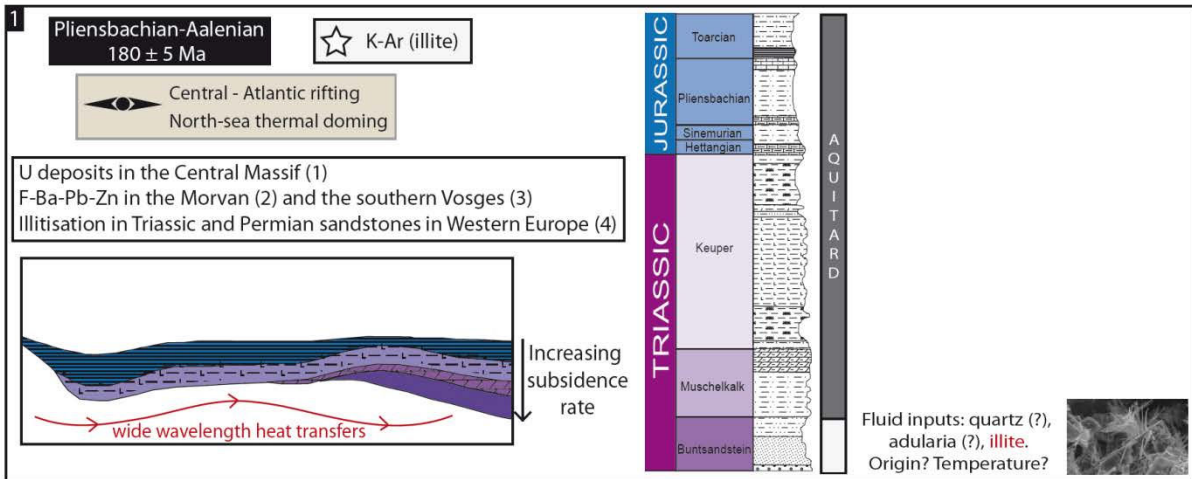 1
Pliensbachian-Aalenian
180 ± 5 Ma
K-Ar (illite)
Central - Atlantic rifting
North-sea thermal doming
U deposits in the Central Massif (1)
F-Ba-Pb-Zn in the Morvan (2) and the southern Vosges (3)
Illitisation in Triassic and Permian sandstones in Western Europe (4)
Increasing
subsidence
rate
wide wavelength heat transfers
JURASSIC
Toarcian
Pliensbachian
Sinemurian
Hettangian
TRIASSIC
Keuper
Muschelkalk
Buntsandstein
AQUITARD
Fluid inputs: quartz (?),
adularia (?), illite.
Origin? Temperature?